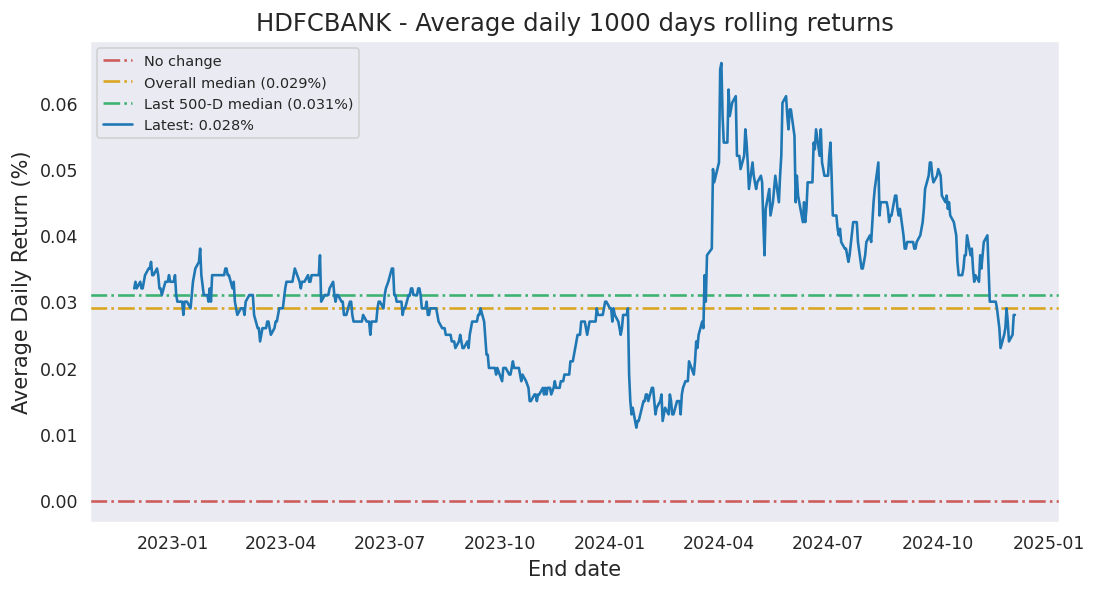 HDFCBANK - Average daily 1000 days rolling returns
No change
Overall median (0.029%)
Last 500-D median (0.031%)
Latest: 0.028%
Average Daily Return (%)
0.06
0.05
0.04
0.03
0.02
0.01
0.00
2023-01 2023-04 2023-07 2023-10 2024-01 2024-04 2024-07 2024-10 2025-01
End date